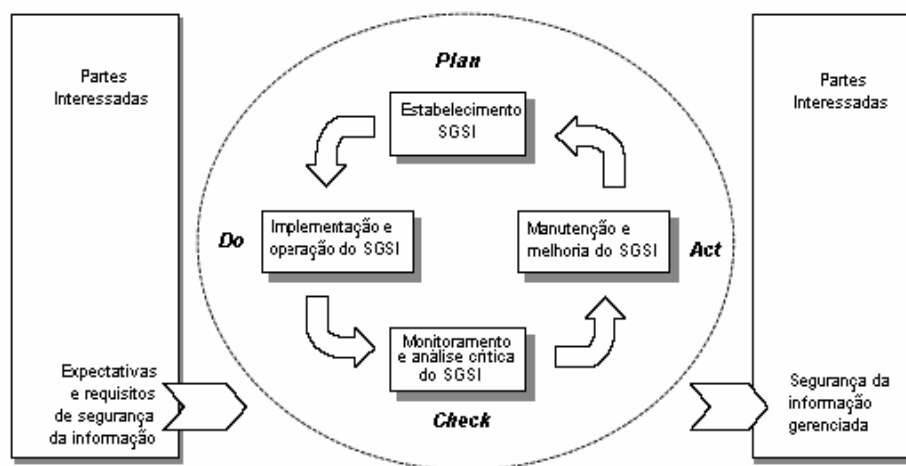 Partes
Interessadas
Expectativas
e requisitos
de segurança
da informação
Plan
Estabelecimento
SGSI
Do
Implementação e
operação do SGSI
Manutenção e
melhoria do SGSI
Act
Monitoramento
e análise crítica
do SGSI
Check
Partes
Interessadas
Segurança da
informação
gerenciada